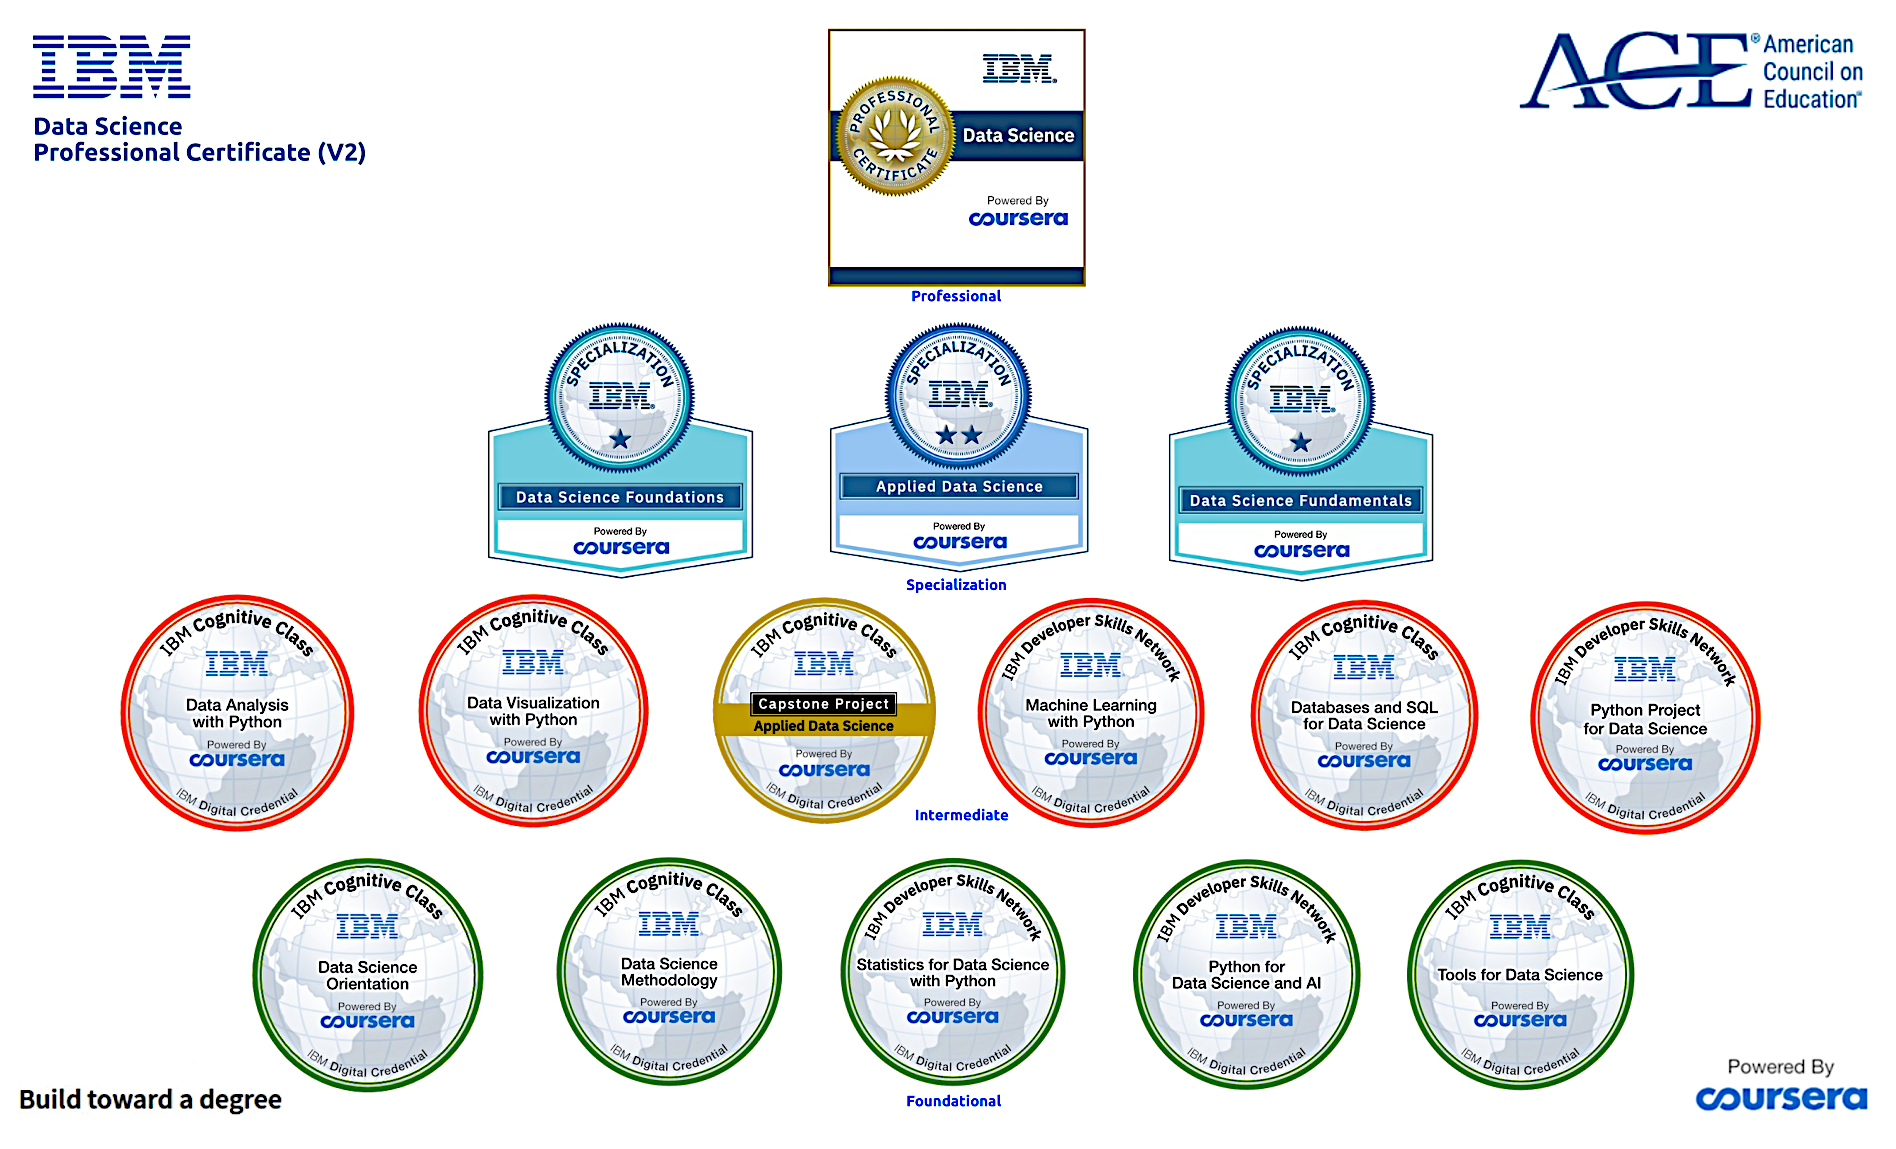 IBM
Data Science
Professional Certificate (V2)
IBM®
PROFESSIONAL
CERTIFICATE
Data Science
Powered By
coursera
Professional
ACE®
American
Council on
Education
SPECIALIZATION
IBM®
Data Science Foundations
Powered By
coursera
SPECIALIZATION
IBM®
Applied Data Science
Powered By
coursera
SPECIALIZATION
IBM®
Data Science Fundamentals
Powered By
coursera
Specialization
IBM Cognitive Class
IBM
Data Analysis
with Python
Powered By
coursera
IBM Digital Credential
IBM Cognitive Class
IBM
Data Visualization
with Python
Powered By
coursera
IBM Digital Credential
IBM Cognitive Class
IBM
Capstone Project
Applied Data Science
Powered By
coursera
IBM Digital Credential
IBM Developer Skills Network
IBM
Machine Learning
with Python
Powered By
coursera
IBM Digital Credential
IBM Cognitive Class
IBM
Databases and SQL
for Data Science
Powered By
coursera
IBM Digital Credential
IBM Developer Skills Network
IBM
Python Project
for Data Science
Powered By
coursera
IBM Digital Credential
Intermediate
IBM Cognitive Class
IBM
Data Science
Orientation
Powered By
coursera
IBM Digital Credential
IBM Cognitive Class
IBM
Data Science
Methodology
Powered By
coursera
IBM Digital Credential
IBM Developer Skills Network
IBM
Statistics for Data Science
with Python
Powered By
coursera
IBM Digital Credential
IBM Developer Skills Network
IBM
Python for
Data Science and AI
Powered By
coursera
IBM Digital Credential
IBM Cognitive Class
IBM
Tools for Data Science
Powered By
coursera
IBM Digital Credential
Foundational
Build toward a degree
Powered By
coursera